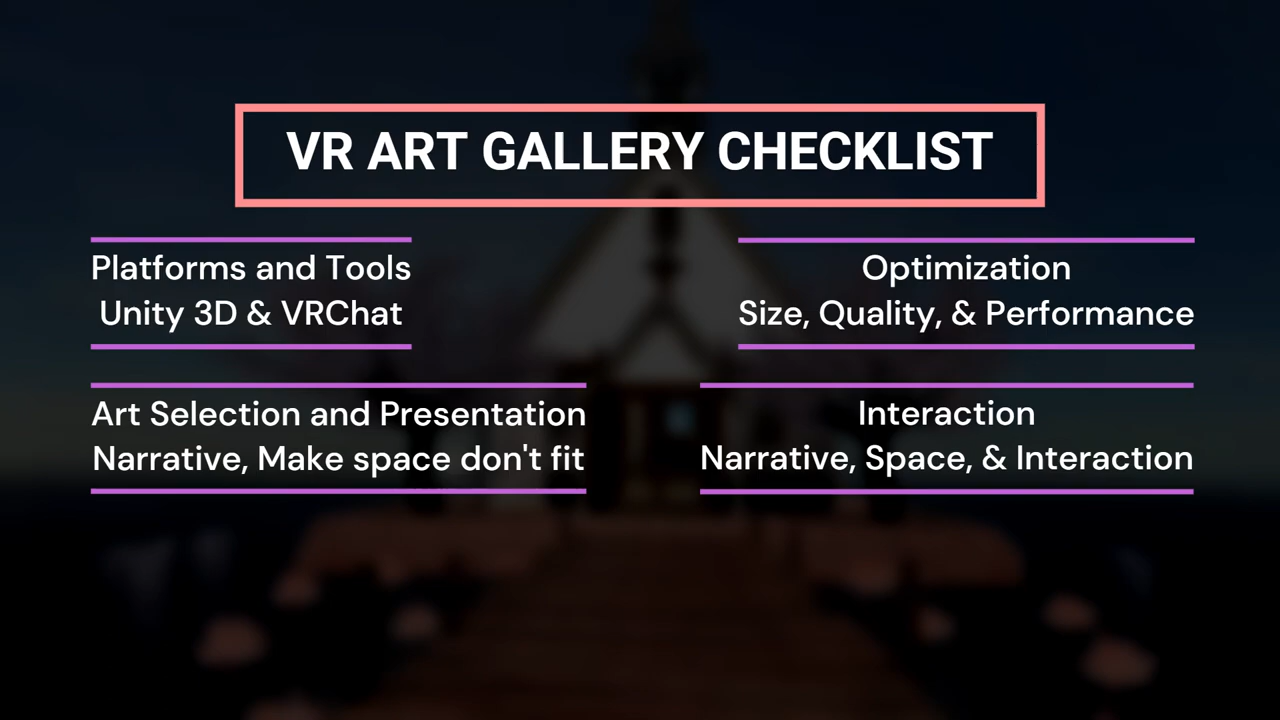 VR ART GALLERY CHECKLIST
Platforms and Tools
Unity 3D & VRChat
Optimization
Size, Quality, & Performance
Art Selection and Presentation
Narrative, Make space don't fit
Interaction
Narrative, Space, & Interaction